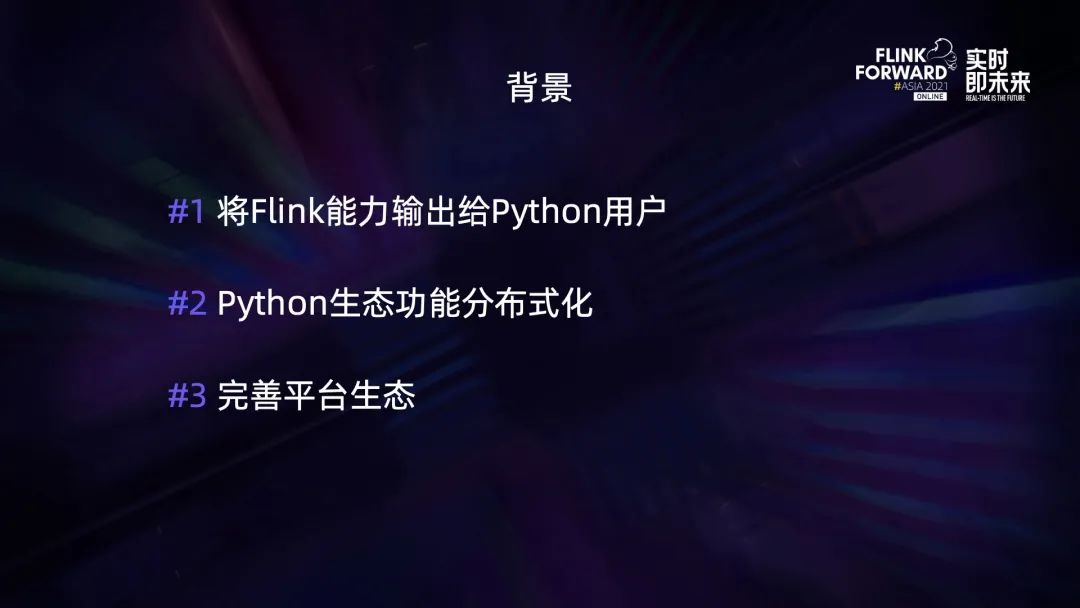 背景
FLINK
FORWARD
#ASIA 2021
ONLINE
实时
即未来
REAL-TIME IS THE FUTURE
#1 将Flink能力输出给Python用户
#2 Python生态功能分布式化
#3 完善平台生态